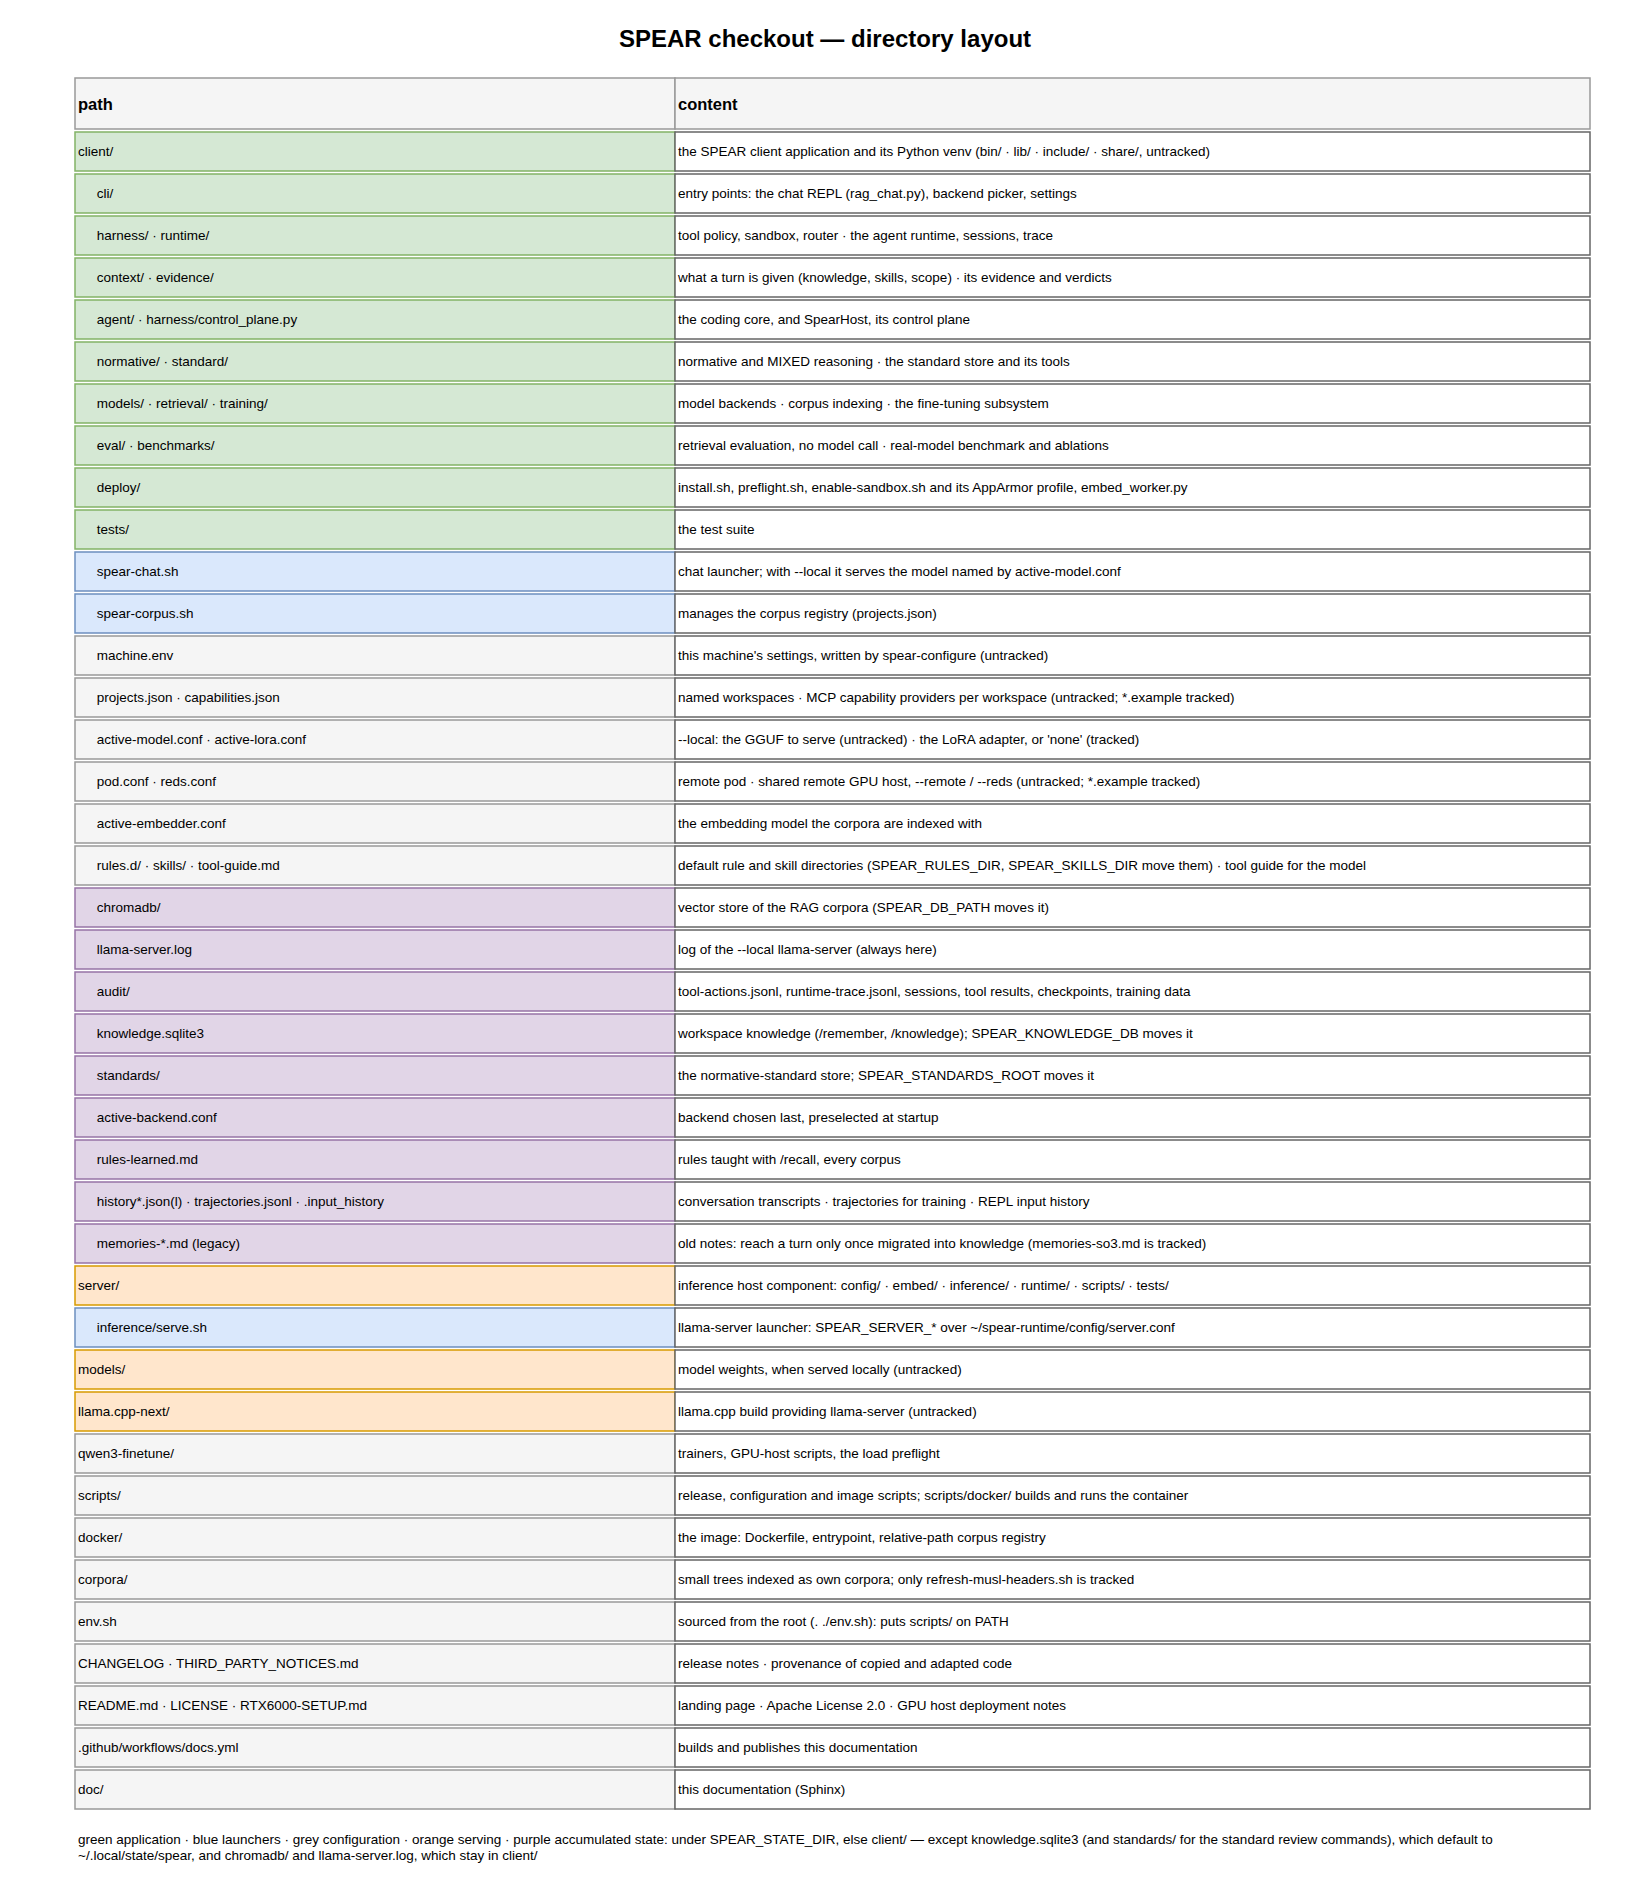 SPEAR checkout — directory layout
path content
client/ the SPEAR client application and its Python venv (bin/ · lib/ · include/ · share/, untracked)
cli/ entry points: the chat REPL (rag_chat.py), backend picker, settings
harness/ · runtime/ tool policy, sandbox, router · the agent runtime, sessions, trace
context/ · evidence/ what a turn is given (knowledge, skills, scope) · its evidence and verdicts
agent/ · harness/control_plane.py the coding core, and SpearHost, its control plane
normative/ · standard/ normative and MIXED reasoning · the standard store and its tools
models/ · retrieval/ · training/ model backends · corpus indexing · the fine-tuning subsystem
eval/ · benchmarks/ retrieval evaluation, no model call · real-model benchmark and ablations
deploy/ install.sh, preflight.sh, enable-sandbox.sh and its AppArmor profile, embed_worker.py
tests/ the test suite
spear-chat.sh chat launcher; with --local it serves the model named by active-model.conf
spear-corpus.sh manages the corpus registry (projects.json)
machine.env this machine's settings, written by spear-configure (untracked)
projects.json · capabilities.json named workspaces · MCP capability providers per workspace (untracked; *.example tracked)
active-model.conf · active-lora.conf --local: the GGUF to serve (untracked) · the LoRA adapter, or 'none' (tracked)
pod.conf · reds.conf remote pod · shared remote GPU host, --remote / --reds (untracked; *.example tracked)
active-embedder.conf the embedding model the corpora are indexed with
rules.d/ · skills/ · tool-guide.md default rule and skill directories (SPEAR_RULES_DIR, SPEAR_SKILLS_DIR move them) · tool guide for the model
chromadb/ vector store of the RAG corpora (SPEAR_DB_PATH moves it)
llama-server.log log of the --local llama-server (always here)
audit/ tool-actions.jsonl, runtime-trace.jsonl, sessions, tool results, checkpoints, training data
knowledge.sqlite3 workspace knowledge (/remember, /knowledge); SPEAR_KNOWLEDGE_DB moves it
standards/ the normative-standard store; SPEAR_STANDARDS_ROOT moves it
active-backend.conf backend chosen last, preselected at startup
rules-learned.md rules taught with /recall, every corpus
history*.json(l) · trajectories.jsonl · .input_history conversation transcripts · trajectories for training · REPL input history
memories-*.md (legacy) old notes: reach a turn only once migrated into knowledge (memories-so3.md is tracked)
server/ inference host component: config/ · embed/ · inference/ · runtime/ · scripts/ · tests/
inference/serve.sh llama-server launcher: SPEAR_SERVER_* over ~/spear-runtime/config/server.conf
models/ model weights, when served locally (untracked)
llama.cpp-next/ llama.cpp build providing llama-server (untracked)
qwen3-finetune/ trainers, GPU-host scripts, the load preflight
scripts/ release, configuration and image scripts; scripts/docker/ builds and runs the container
docker/ the image: Dockerfile, entrypoint, relative-path corpus registry
corpora/ small trees indexed as own corpora; only refresh-musl-headers.sh is tracked
env.sh sourced from the root (. ./env.sh): puts scripts/ on PATH
CHANGELOG · THIRD_PARTY_NOTICES.md release notes · provenance of copied and adapted code
README.md · LICENSE · RTX6000-SETUP.md landing page · Apache License 2.0 · GPU host deployment notes
.github/workflows/docs.yml builds and publishes this documentation
doc/ this documentation (Sphinx)
green application · blue launchers · grey configuration · orange serving · purple accumulated state: under SPEAR_STATE_DIR, else client/ — except knowledge.sqlite3 (and standards/ for the standard review commands), which default to
~/.local/state/spear, and chromadb/ and llama-server.log, which stay in client/